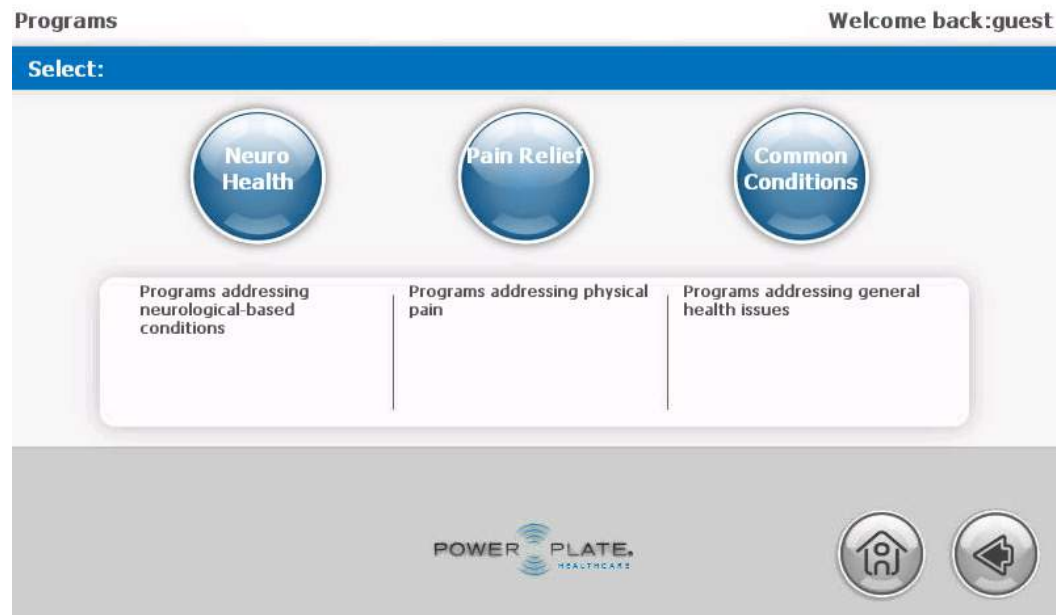 Programs
Welcome back:guest
Select:
Neuro
Health
Pain Relief
Common
Conditions
Programs addressing
neurological-based
conditions
Programs addressing physical
pain
Programs addressing general
health issues
POWER PLATE.
HEALTHCARE